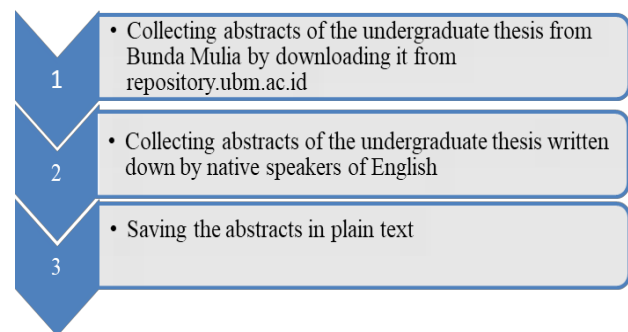 1
• Collecting abstracts of the undergraduate thesis from
Bunda Mulia by downloading it from
repository.ubm.ac.id
2
• Collecting abstracts of the undergraduate thesis written
down by native speakers of English
3
• Saving the abstracts in plain text